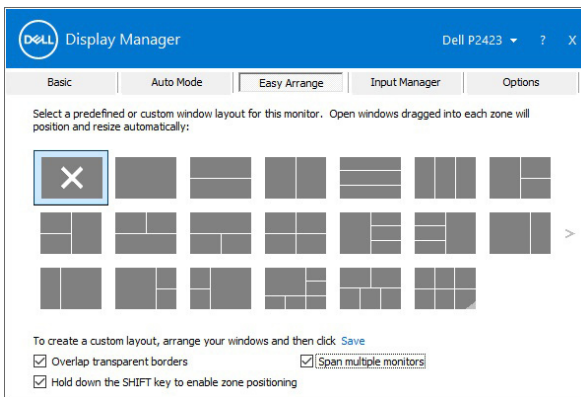 DELL Display Manager Dell P2423 ? X
Basic Auto Mode Easy Arrange Input Manager Options
Select a predefined or custom window layout for this monitor. Open windows dragged into each zone will
position and resize automatically:
>
To create a custom layout, arrange your windows and then click Save
Overlap transparent borders Span multiple monitors
Hold down the SHIFT key to enable zone positioning